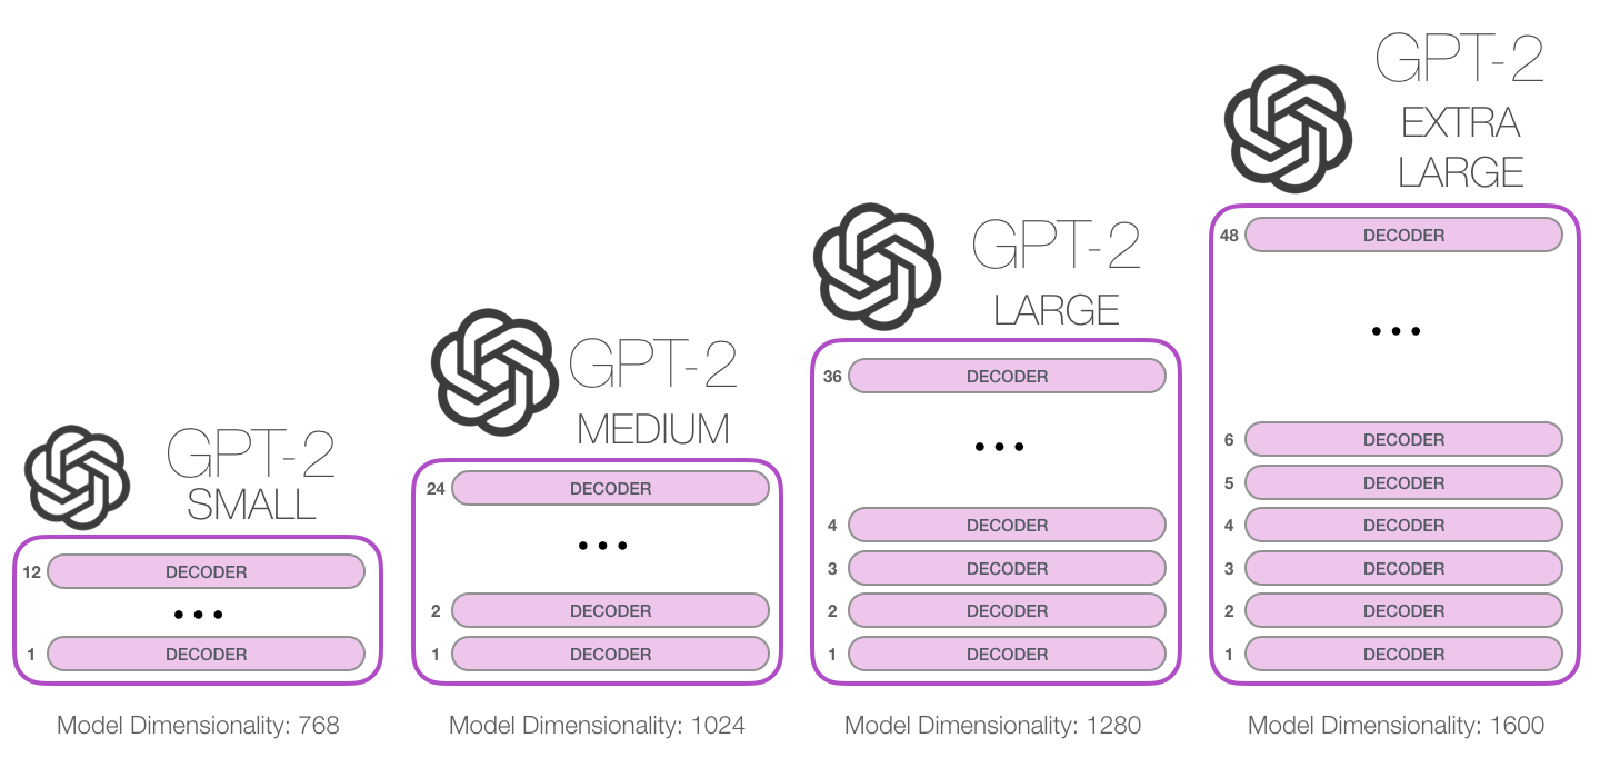 GPT-2
SMALL
12 DECODER
...
1 DECODER
Model Dimensionality: 768
GPT-2
MEDIUM
24 DECODER
...
2 DECODER
1 DECODER
Model Dimensionality: 1024
GPT-2
LARGE
36 DECODER
...
4 DECODER
3 DECODER
2 DECODER
1 DECODER
Model Dimensionality: 1280
GPT-2
EXTRA
LARGE
48 DECODER
...
6 DECODER
5 DECODER
4 DECODER
3 DECODER
2 DECODER
1 DECODER
Model Dimensionality: 1600